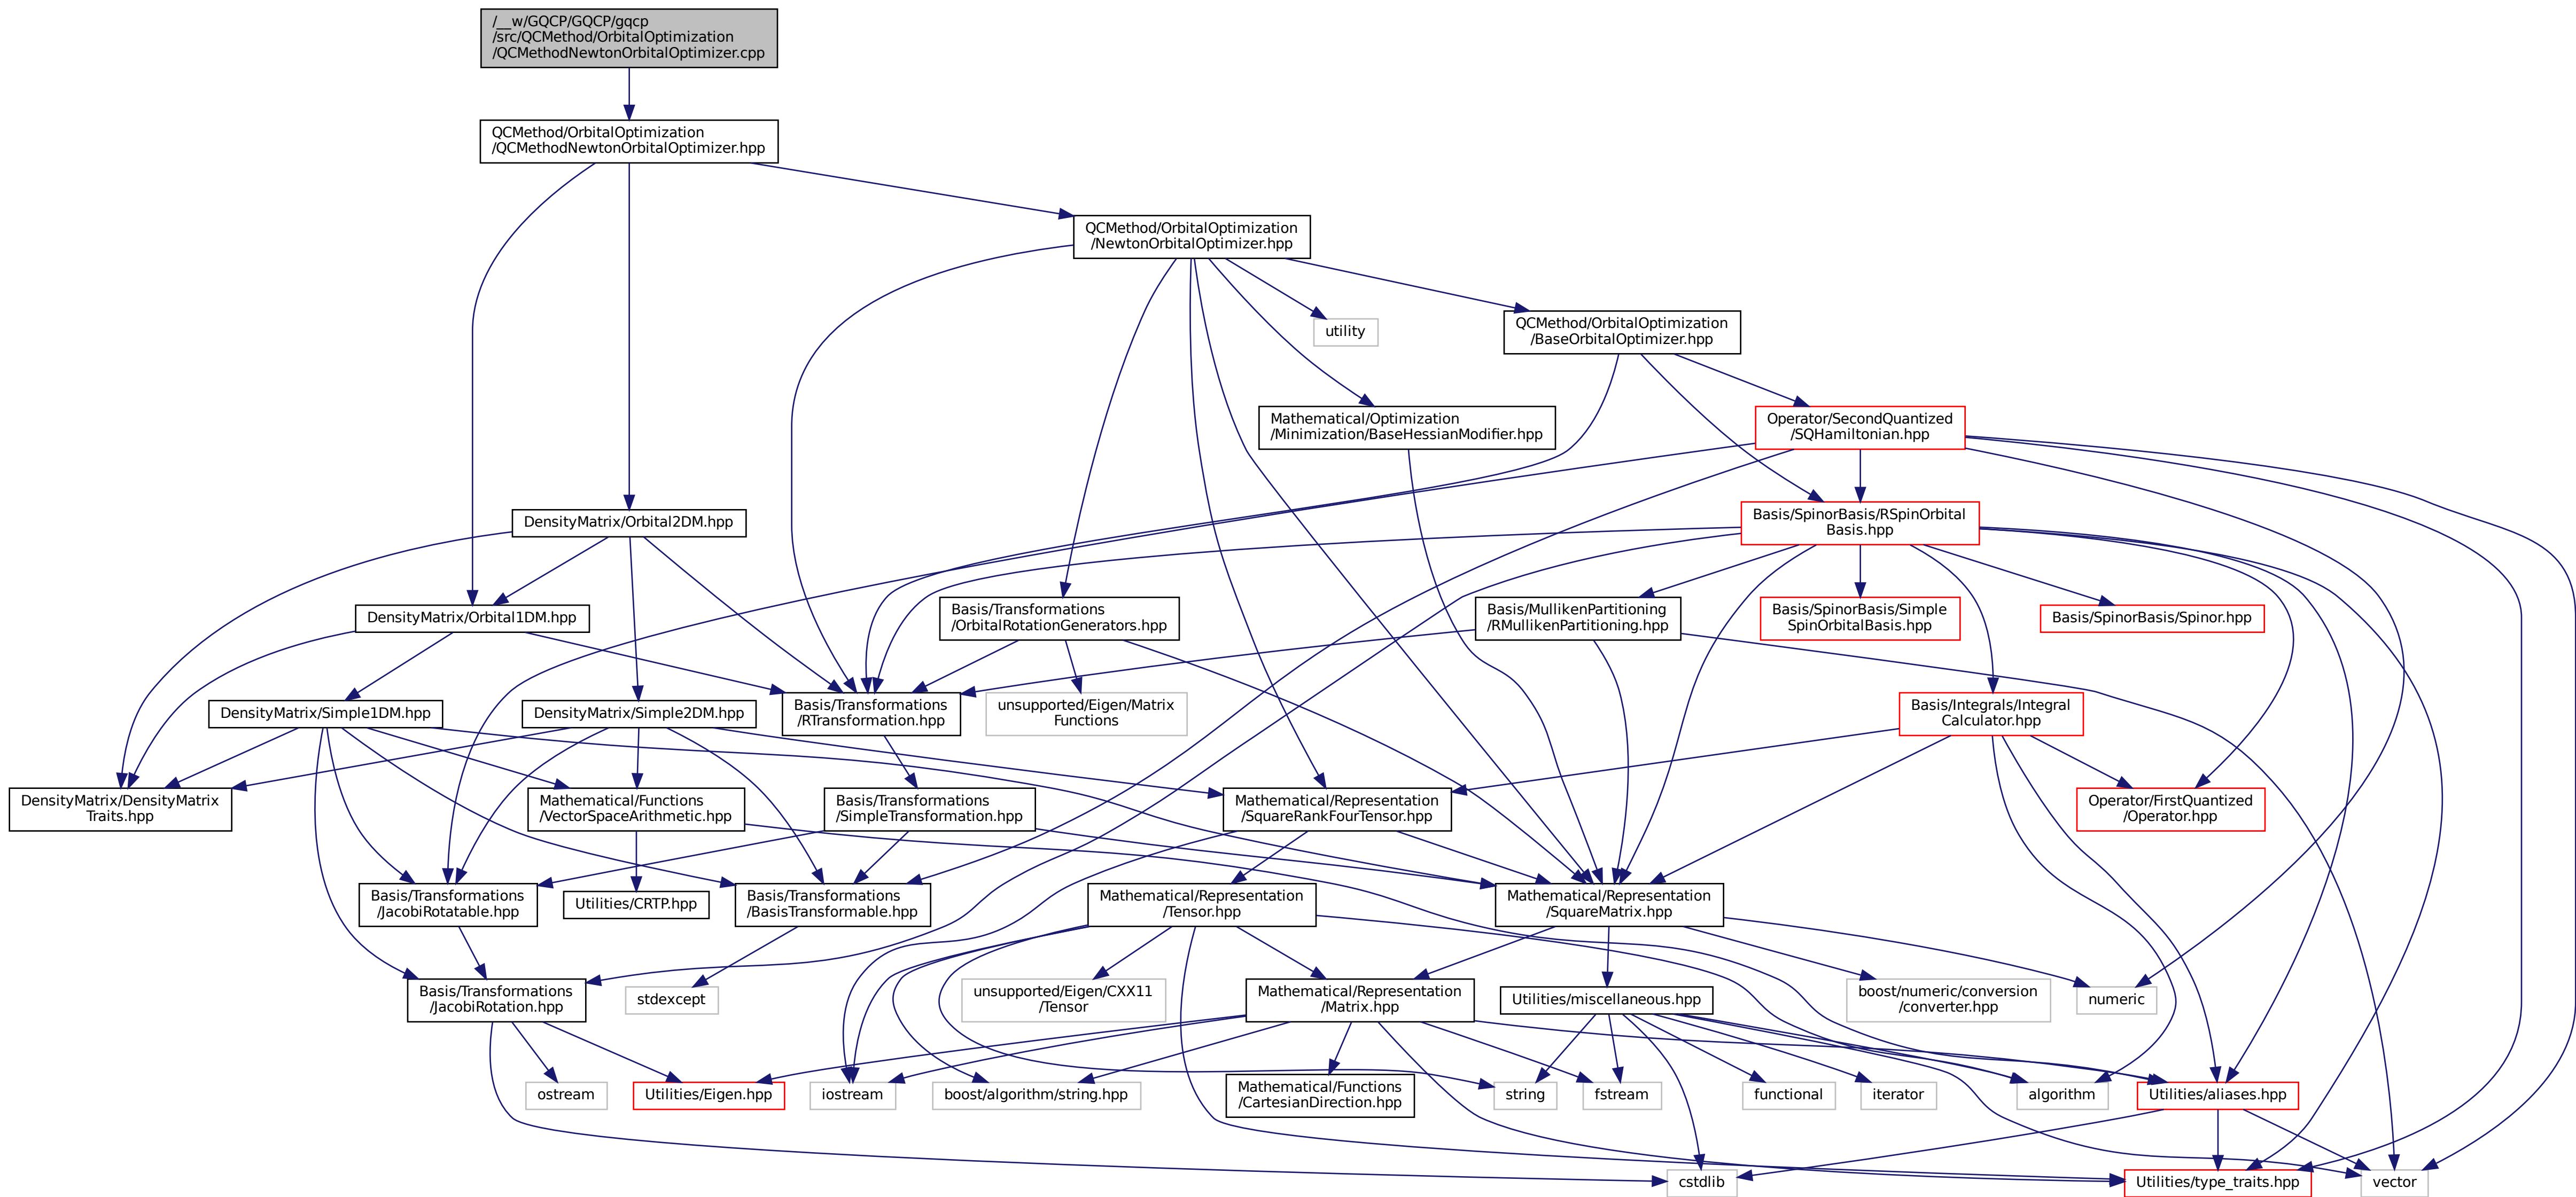 /__w/GQCP/GQCP/gqcp
/src/QCMethod/OrbitalOptimization
/QCMethodNewtonOrbitalOptimizer.cpp
QCMethod/OrbitalOptimization
/QCMethodNewtonOrbitalOptimizer.hpp
QCMethod/OrbitalOptimization
/NewtonOrbitalOptimizer.hpp
utility
QCMethod/OrbitalOptimization
/BaseOrbitalOptimizer.hpp
Mathematical/Optimization
/Minimization/BaseHessianModifier.hpp
Operator/SecondQuantized
/SQHamiltonian.hpp
DensityMatrix/Orbital2DM.hpp
Basis/SpinorBasis/RSpinOrbital
Basis.hpp
DensityMatrix/Orbital1DM.hpp
Basis/Transformations
/OrbitalRotationGenerators.hpp
Basis/MullikenPartitioning
/RMullikenPartitioning.hpp
Basis/SpinorBasis/Simple
SpinOrbitalBasis.hpp
Basis/SpinorBasis/Spinor.hpp
DensityMatrix/Simple1DM.hpp
DensityMatrix/Simple2DM.hpp
Basis/Transformations
/RTransformation.hpp
unsupported/Eigen/Matrix
Functions
Basis/Integrals/Integral
Calculator.hpp
DensityMatrix/DensityMatrix
Traits.hpp
Mathematical/Functions
/VectorSpaceArithmetic.hpp
Basis/Transformations
/SimpleTransformation.hpp
Mathematical/Representation
/SquareRankFourTensor.hpp
Operator/FirstQuantized
/Operator.hpp
Basis/Transformations
/JacobiRotatable.hpp
Utilities/CRTP.hpp
Basis/Transformations
/BasisTransformable.hpp
Mathematical/Representation
/Tensor.hpp
Mathematical/Representation
/SquareMatrix.hpp
Basis/Transformations
/JacobiRotation.hpp
stdexcept
unsupported/Eigen/CXX11
/Tensor
Mathematical/Representation
/Matrix.hpp
Utilities/miscellaneous.hpp
boost/numeric/conversion
/converter.hpp
numeric
ostream
Utilities/Eigen.hpp
iostream
boost/algorithm/string.hpp
Mathematical/Functions
/CartesianDirection.hpp
string
fstream
functional
iterator
algorithm
Utilities/aliases.hpp
cstdlib
Utilities/type_traits.hpp
vector